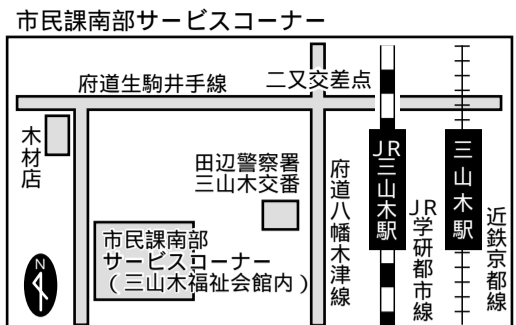 市民課南部サービスコーナー
府道生駒井手線
二又交差点
木材店
田辺警察署
三山木交番
市民課南部
サービスコーナー
（三山木福祉会館内）
府道八幡木津線
JR三山木駅
JR学研都市線
三山木駅
近鉄京都線
N